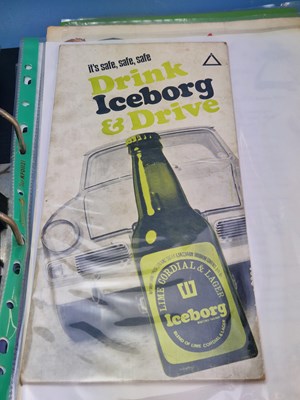 it's safe, safe, safe
Drink
Iceborg
& Drive
LIME CORDIAL & LAGER
Iceborg